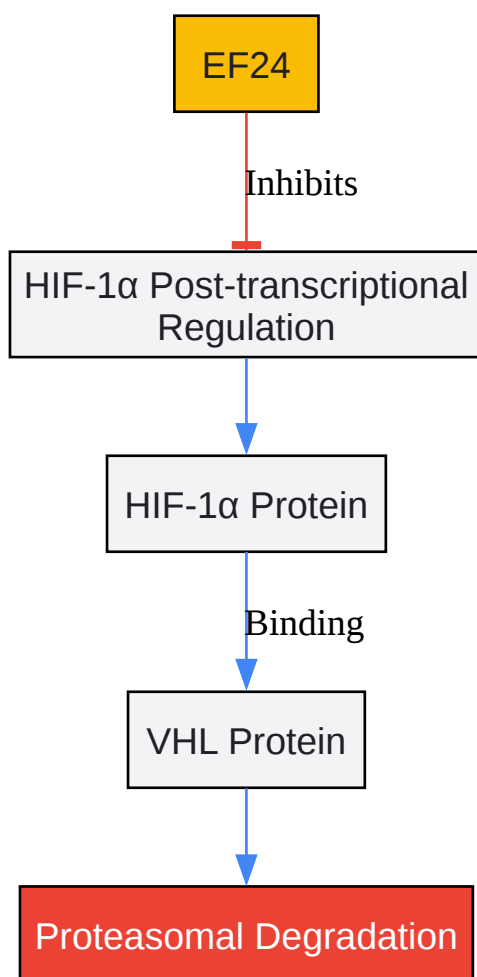 EF24
Inhibits
HIF-1α Post-transcriptional
Regulation
HIF-1α Protein
Binding
VHL Protein
Proteasomal Degradation